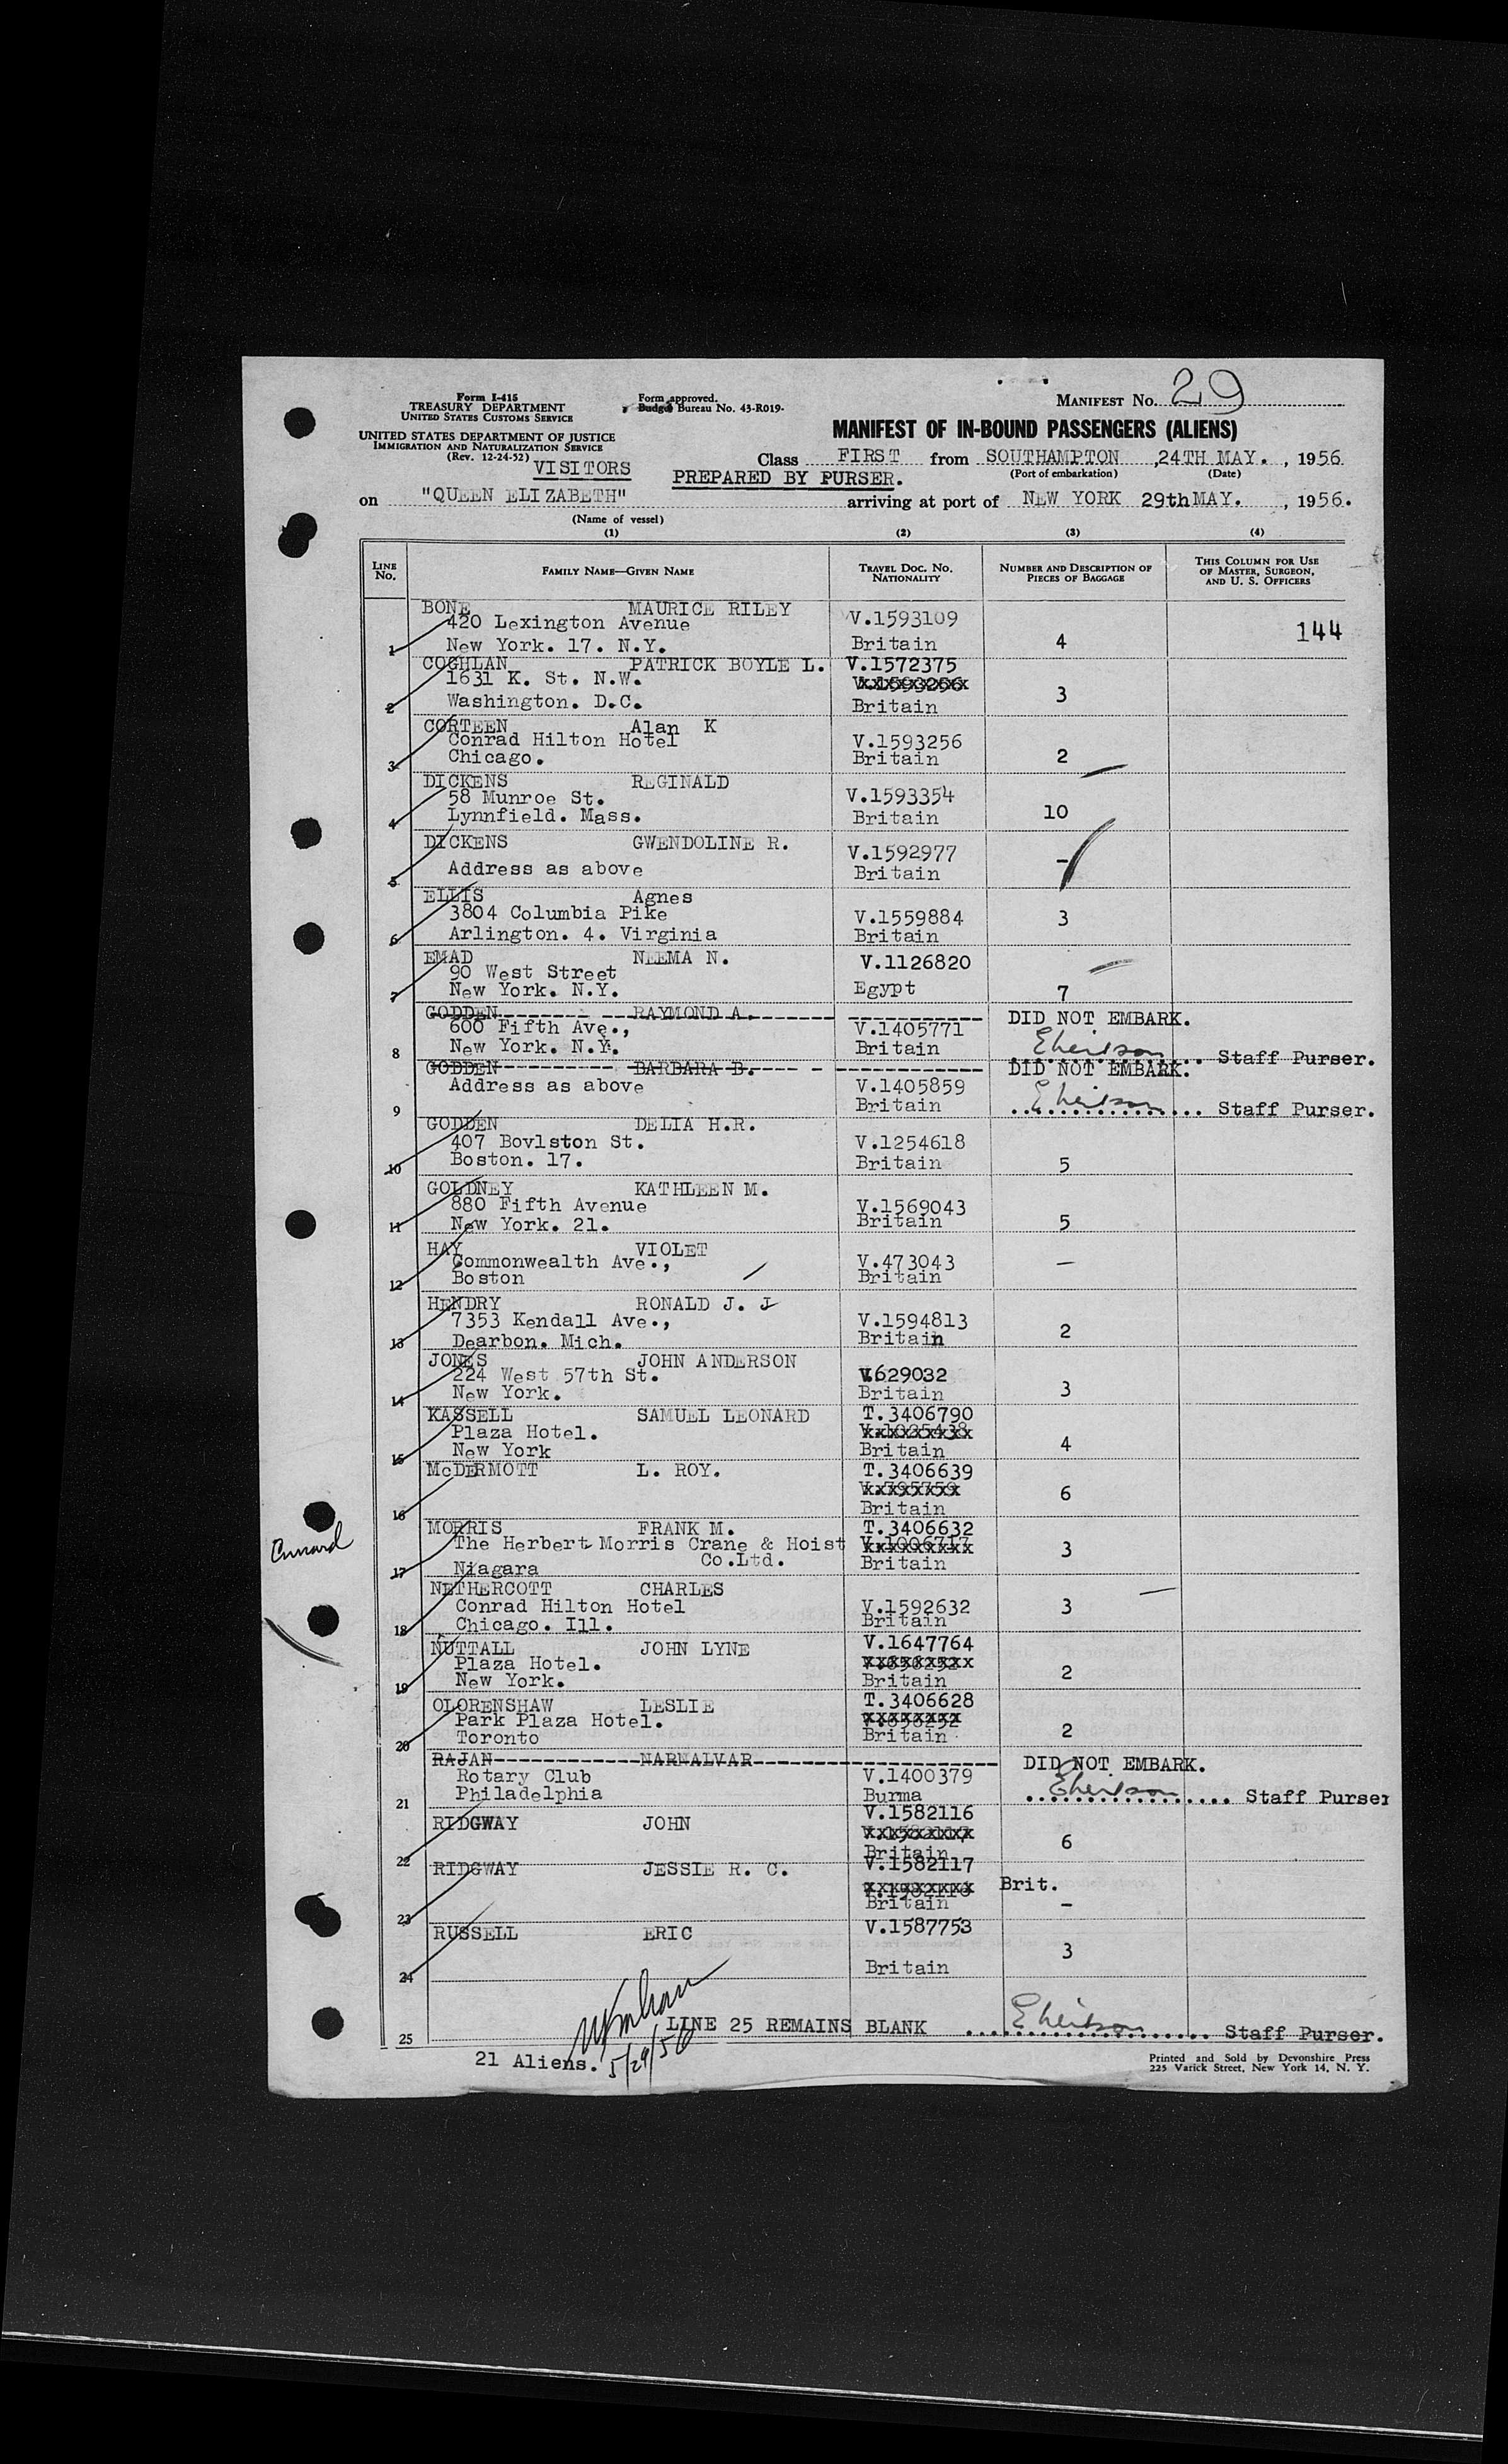 Form I-415
TREASURY DEPARTMENT
UNITED STATES CUSTOMS SERVICE
Form approved.
Budget Bureau No. 43-R019-
MANIFEST No. 29
UNITED STATES DEPARTMENT OF JUSTICE
IMMIGRATION AND NATURALIZATION SERVICE
(Rev. 12-24-52)
VISITORS
MANIFEST OF IN-BOUND PASSENGERS (ALIENS)
Class FIRST from SOUTHAMPTON ,24TH MAY. , 1956
PREPARED BY PURSER.
(Port of embarkation) (Date)
on "QUEEN ELIZABETH" arriving at port of NEW YORK 29th MAY. , 1956.
(Name of vessel)
(1) (2) (3) (4)
LINE No.
FAMILY NAME—GIVEN NAME
TRAVEL DOC. No. NATIONALITY
NUMBER AND DESCRIPTION OF PIECES OF BAGGAGE
THIS COLUMN FOR USE OF MASTER, SURGEON, AND U. S. OFFICERS
BONE MAURICE RILEY
420 Lexington Avenue V.1593109
1 New York. 17. N.Y. Britain 4 144
COGHLAN PATRICK BOYLE L. V.1572375
1631 K. St. N.W. V.1593256
2 Washington. D.C. Britain 3
CORTEEN Alan K
Conrad Hilton Hotel V.1593256
3 Chicago. Britain 2
DICKENS REGINALD
58 Munroe St. V.1593354
4 Lynnfield. Mass. Britain 10
DICKENS GWENDOLINE R.
V.1592977 -
5 Address as above Britain
ELLIS Agnes
3804 Columbia Pike V.1559884 3
6 Arlington. 4. Virginia Britain
EMAD NEEMA N. V.1126820
90 West Street
7 New York. N.Y. Egypt 7
GODDEN RAYMOND A. DID NOT EMBARK.
600 Fifth Ave., V.1405771
8 New York. N.Y. Britain Staff Purser.
GODDEN BARBARA B. DID NOT EMBARK.
Address as above V.1405859
9 Britain Staff Purser.
GODDEN DELIA H.R.
407 Bovlston St. V.1254618
10 Boston. 17. Britain 5
GOLDNEY KATHLEEN M.
880 Fifth Avenue V.1569043
11 New York. 21. Britain 5
HAY VIOLET
Commonwealth Ave., V.473043 —
12 Boston Britain
HENDRY RONALD J. J
7353 Kendall Ave., V.1594813
13 Dearbon. Mich. Britain 2
JONES JOHN ANDERSON
224 West 57th St. V.629032
14 New York. Britain 3
KASSELL SAMUEL LEONARD T.3406790
Plaza Hotel.
15 New York Britain 4
McDERMOTT L. ROY. T.3406639
6
16 Britain
MORRIS FRANK M. T.3406632
The Herbert Morris Crane & Hoist V.1006717
Co.Ltd. Britain 3
17 Niagara
Cunard
NETHERCOTT CHARLES
Conrad Hilton Hotel V.1592632 3
18 Chicago. Ill. Britain
NUTTALL JOHN LYNE V.1647764
Plaza Hotel.
19 New York. Britain 2
OLORENSHAW LESLIE T.3406628
Park Plaza Hotel.
20 Toronto Britain 2
RAJAN NARMALVAR DID NOT EMBARK.
Rotary Club V.1400379
21 Philadelphia Burma Staff Purser
RIDGWAY JOHN V.1582116
6
22 Britain
RIDGWAY JESSIE R. C. V.1582117
Brit.
23 Britain -
RUSSELL ERIC V.1587753
3
24 Britain
25 LINE 25 REMAINS BLANK Staff Purser.
21 Aliens. 5/29/56
Printed and Sold by Devonshire Press
225 Varick Street, New York 14, N. Y.